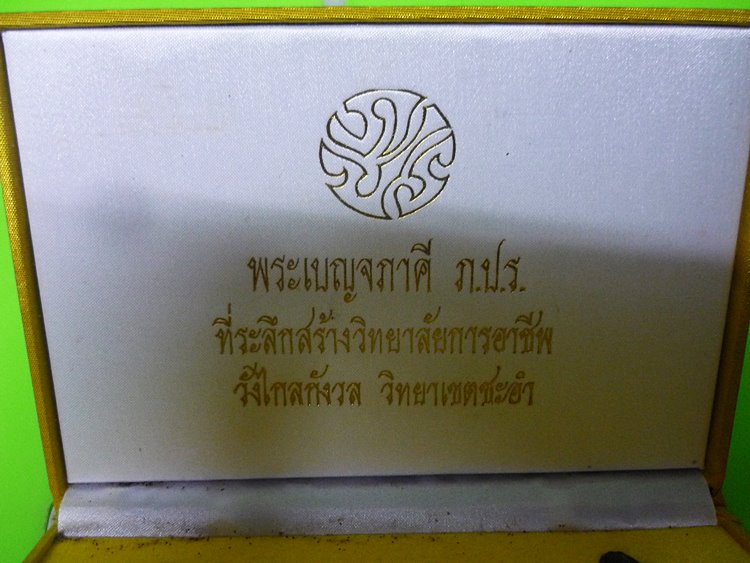 พระเบญจภาคี ภ.ป.ร.
ที่ระลึกสร้างวิทยาลัยการอาชีพ
วังไกลกังวล วิทยาเขตชะอำ